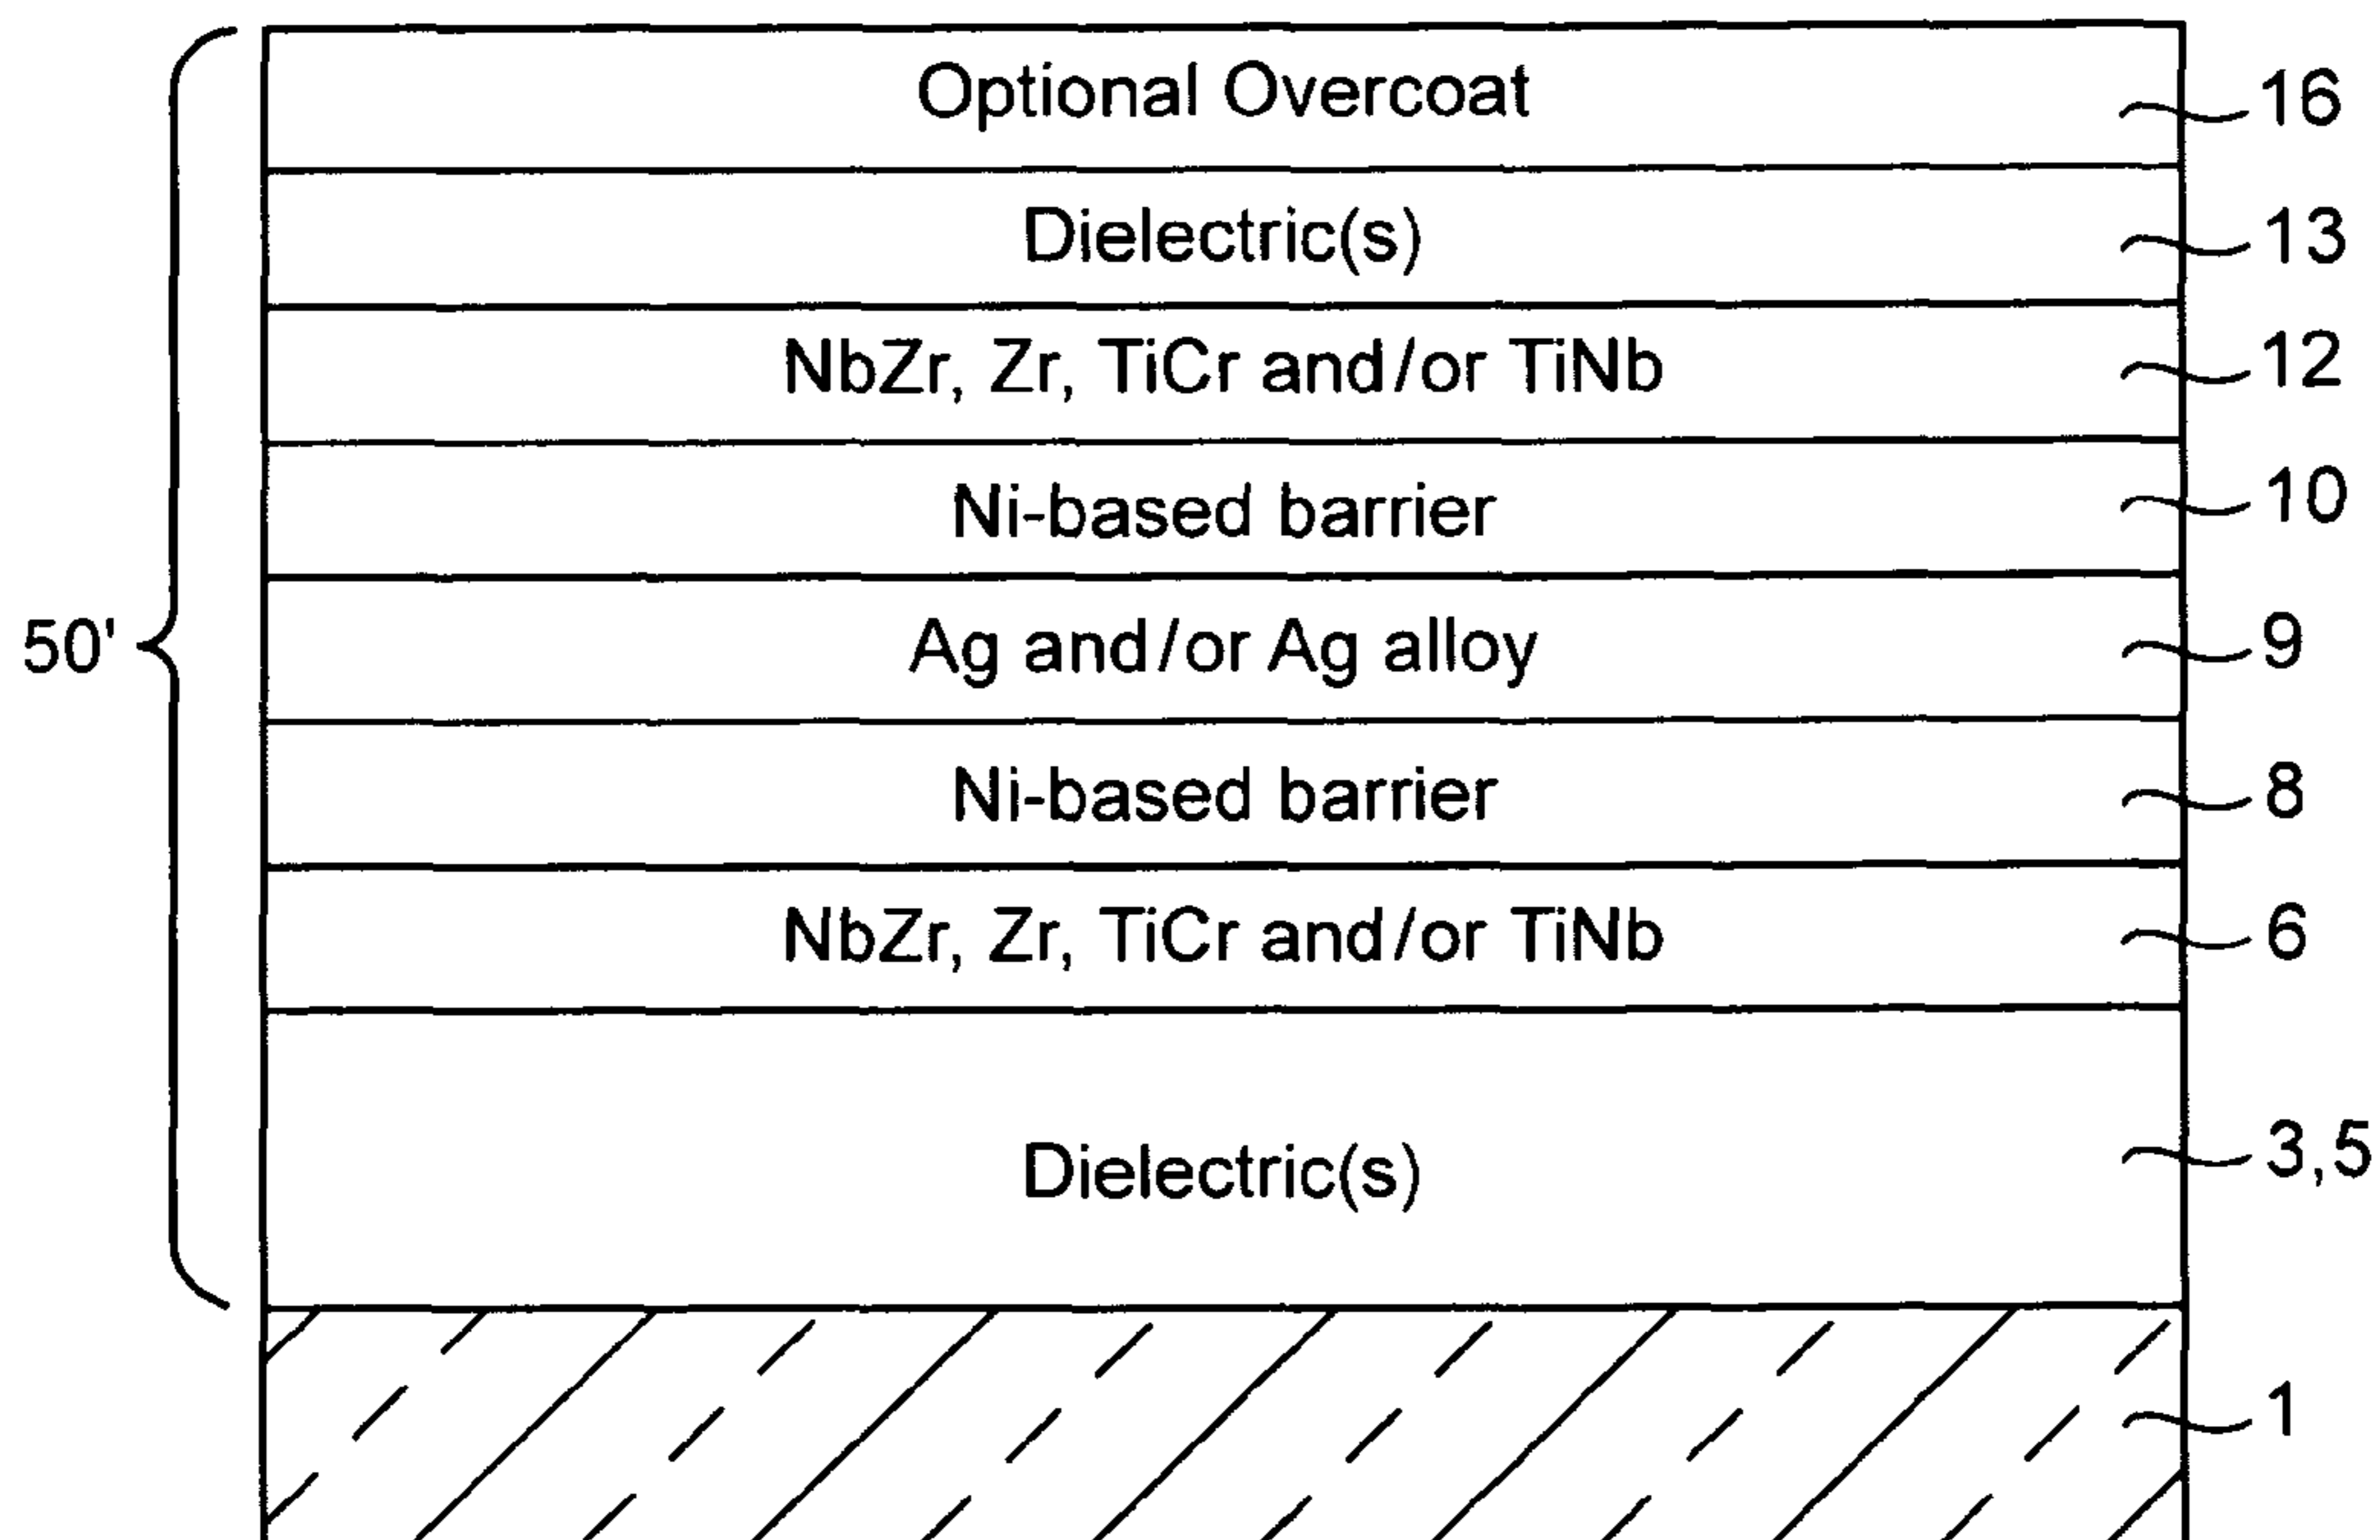 Optional Overcoat 16
Dielectric(s) 13
NbZr, Zr, TiCr and/or TiNb 12
Ni-based barrier 10
50' Ag and/or Ag alloy 9
Ni-based barrier 8
NbZr, Zr, TiCr and/or TiNb 6
Dielectric(s) 3,5
1